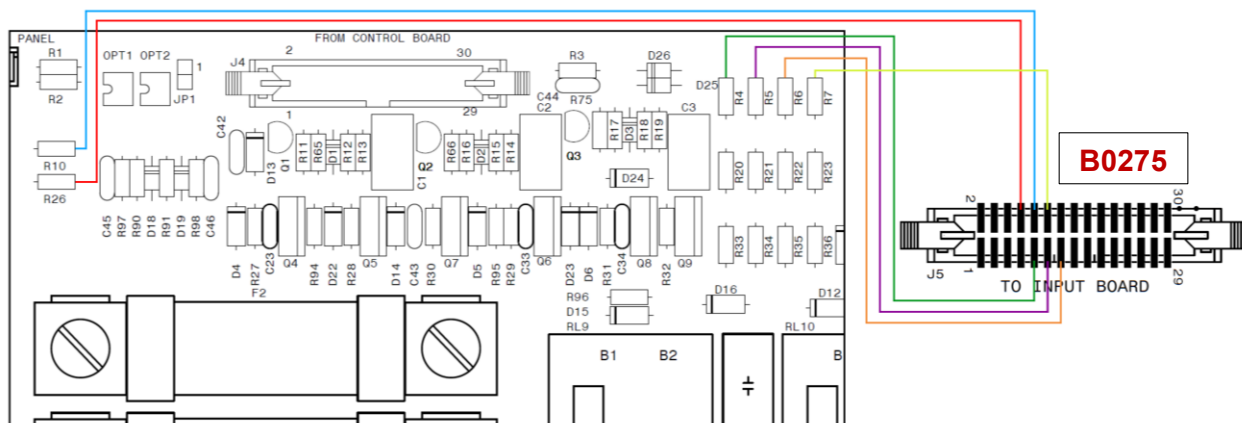 PANEL
FROM CONTROL BOARD
R1
OPT1 OPT2
2
30
R3
D26
J4
1
R2
JP1
1
29
C44
C2
R75
D25
R4
R5
R6
R7
C42
R10
R26
D13
Q1
R11
R65
D1
R12
R13
C1
Q2
R66
R16
D2
R15
R14
Q3
R17
D3
R18
R19
C3
D24
R20
R21
R22
R23
B0275
C45
R97
R90
D18
R91
D19
R98
C46
D4
R27
C23
Q4
R94
D22
R28
Q5
D14
C43
R30
Q7
D5
R95
R29
C33
Q6
D23
D6
R31
C34
Q8
R32
Q9
R33
R34
R35
R36
2
30
J5
1
29
TO INPUT BOARD
F2
R96
D15
D16
D12
RL9
RL10
B1
B2
B